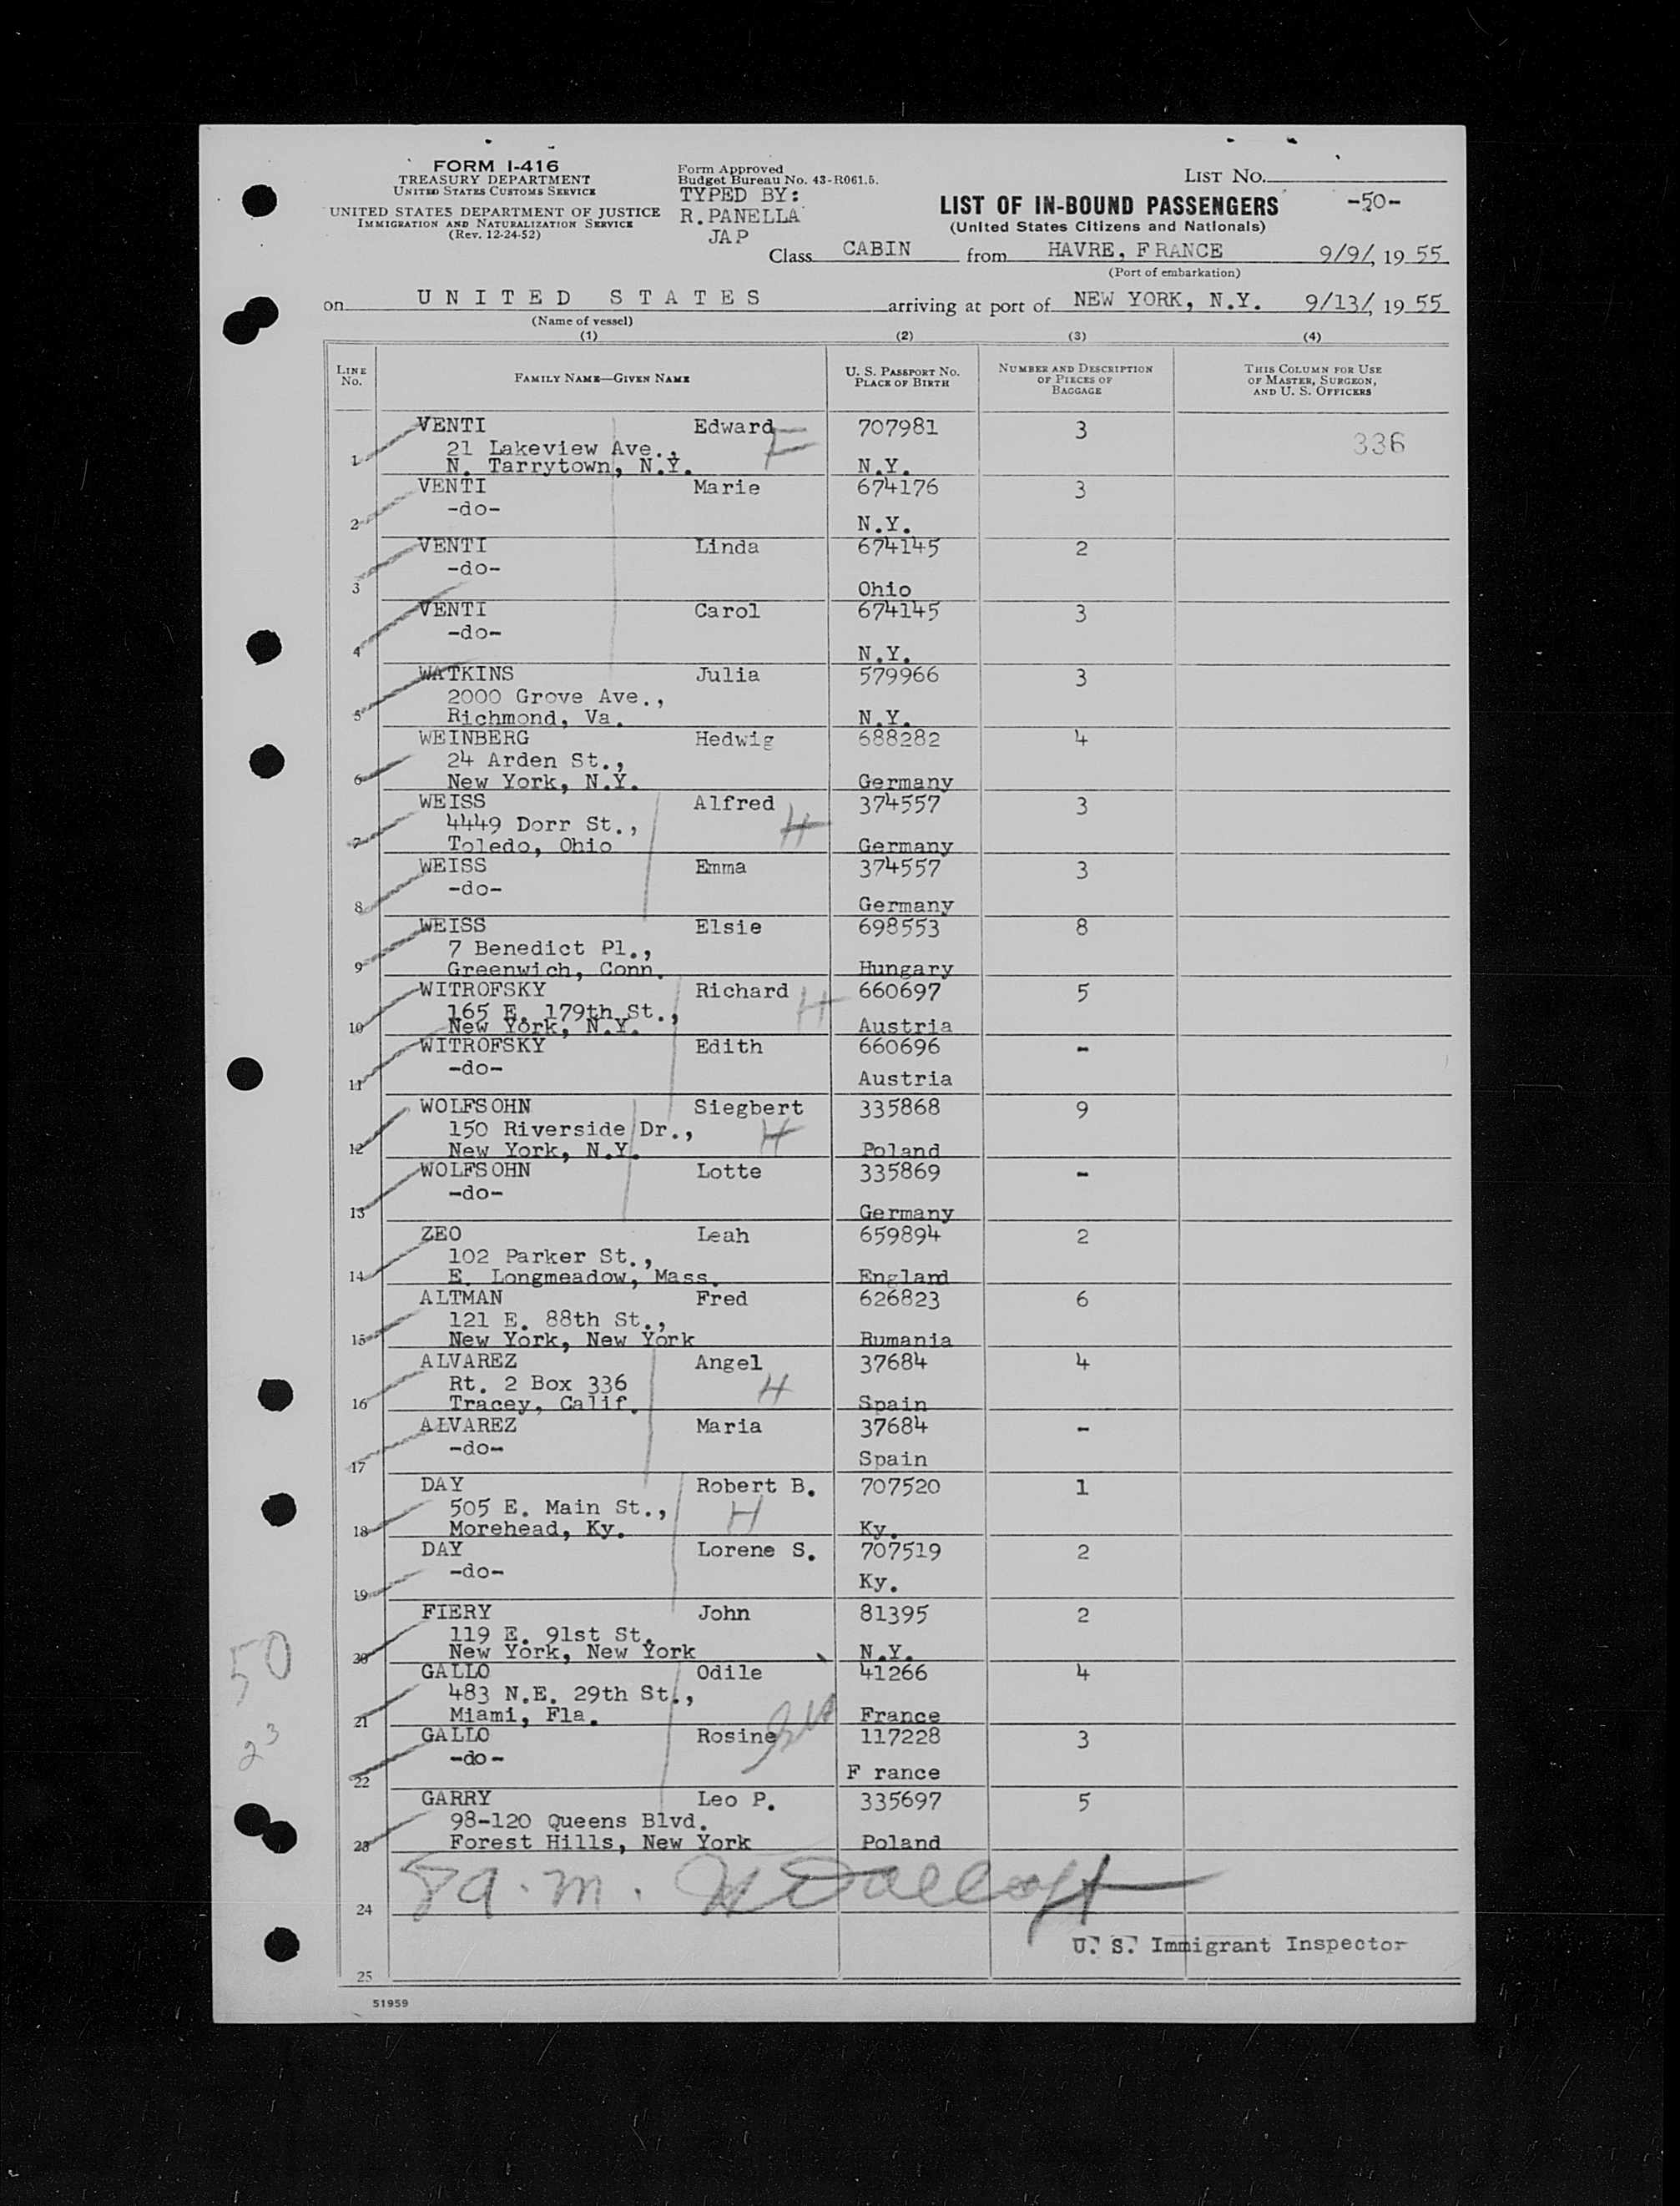 FORM I-416
TREASURY DEPARTMENT
UNITED STATES CUSTOMS SERVICE
UNITED STATES DEPARTMENT OF JUSTICE
IMMIGRATION AND NATURALIZATION SERVICE
(Rev. 12-24-52)
Form Approved
Budget Bureau No. 43-R061.5.
TYPED BY:
R.PANELLA
JAP
LIST NO.
-50-
LIST OF IN-BOUND PASSENGERS
(United States Citizens and Nationals)
Class CABIN from HAVRE, FRANCE 9/9/, 19 55
(Port of embarkation)
on UNITED STATES arriving at port of NEW YORK, N.Y. 9/13/, 19 55
(Name of vessel)
(1) (2) (3) (4)
LINE NO. FAMILY NAME—GIVEN NAME U. S. PASSPORT NO. PLACE OF BIRTH NUMBER AND DESCRIPTION OF PIECES OF BAGGAGE THIS COLUMN FOR USE OF MASTER, SURGEON, AND U. S. OFFICERS
VENTI Edward 707981 3 336
21 Lakeview Ave.,
1 N. Tarrytown, N.Y. N.Y.
VENTI Marie 674176 3
-do-
2 N.Y.
VENTI Linda 674145 2
-do-
3 Ohio
VENTI Carol 674145 3
-do-
4 N.Y.
WATKINS Julia 579966 3
2000 Grove Ave.,
5 Richmond, Va. N.Y.
WEINBERG Hedwig 688282 4
24 Arden St.,
6 New York, N.Y. Germany
WEISS Alfred H 374557 3
4449 Dorr St.,
7 Toledo, Ohio Germany
WEISS Emma 374557 3
-do-
8 Germany
WEISS Elsie 698553 8
7 Benedict Pl.,
9 Greenwich, Conn. Hungary
WITROFSKY Richard H 660697 5
165 E. 179th St.,
10 New York, N.Y. Austria
WITROFSKY Edith 660696 -
-do-
11 Austria
WOLFSOHN Siegbert 335868 9
150 Riverside Dr., H
12 New York, N.Y. Poland
WOLFSOHN Lotte 335869 -
-do-
13 Germany
ZEO Leah 659894 2
102 Parker St.,
14 E. Longmeadow, Mass. England
ALTMAN Fred 626823 6
121 E. 88th St.,
15 New York, New York Rumania
ALVAREZ Angel 37684 4
Rt. 2 Box 336 H
16 Tracey, Calif. Spain
ALVAREZ Maria 37684 -
-do-
17 Spain
DAY Robert B. 707520 1
505 E. Main St., H
18 Morehead, Ky. Ky.
DAY Lorene S. 707519 2
-do-
19 Ky.
FIERY John 81395 2
119 E. 91st St.
20 New York, New York N.Y.
GALLO Odile 41266 4
483 N.E. 29th St.,
21 Miami, Fla. France
GALLO Rosine 117228 3
-do-
22 F rance
GARRY Leo P. 335697 5
98-120 Queens Blvd.
23 Forest Hills, New York Poland
50
23
24
U. S. Immigrant Inspector
25
51959